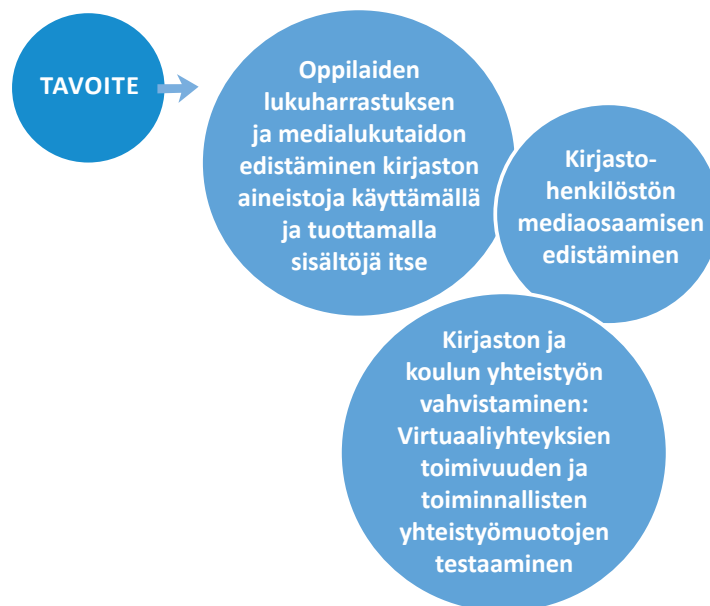 TAVOITE
Oppilaiden
lukuharrastuksen
ja medialukutaidon
edistäminen kirjaston
aineistoja käyttämällä
ja tuottamalla
sisältöjä itse
Kirjasto-
henkilöstön
mediaosaamisen
edistäminen
Kirjaston ja
koulun yhteistyön
vahvistaminen:
Virtuaaliyhteyksien
toimivuuden ja
toiminnallisten
yhteistyömuotojen
testaaminen